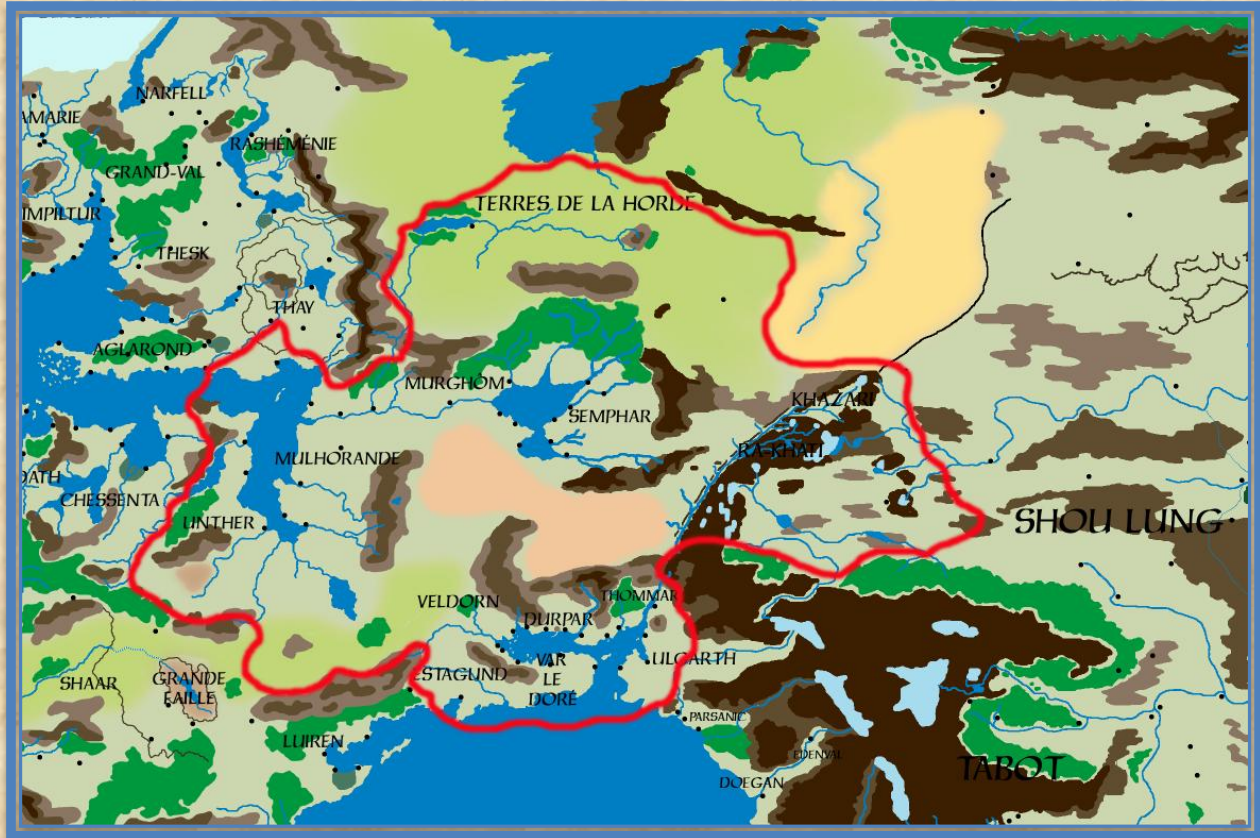 NARFELL
AMARIE
RASHÉMÉNIE
GRAND-VAL
IMPILTUR
TERRES DE LA HORDE
THESK
THAY
AGLAROND
MURGHÔM
KHAZARI
SEMPHAR
RA-KHATI
MULHORANDE
CHESSENTA
UNTHER
SHOU LUNG
VELDORN
THOMMAR
DURPAR
VAR
LE
DORÉ
ULGARTH
ESTAGUND
SHAAR
GRANDE
FAILLE
PARSANIC
LUIREN
EDENVAL
TABOT
DOEGAN